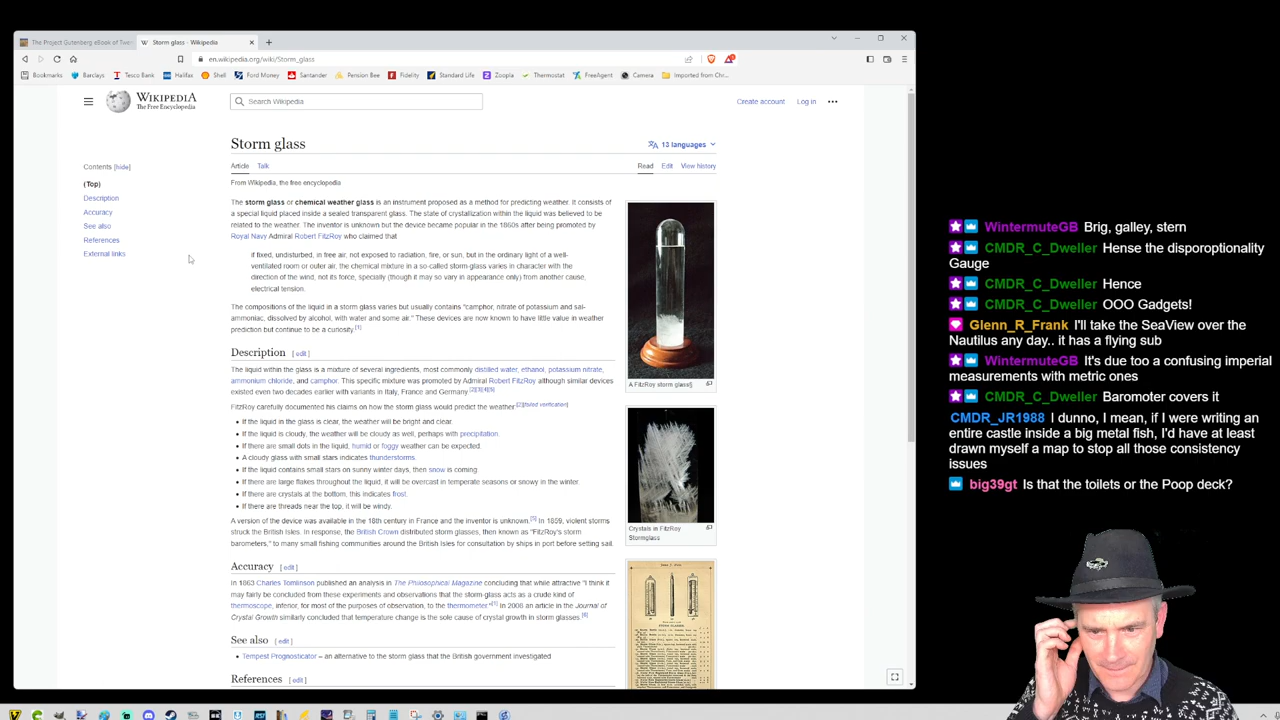 The Project Gutenberg eBook of Twe
Storm glass - Wikipedia
en.wikipedia.org/wiki/Storm_glass
Bookmarks Barclays Tesco Bank Halifax Shell Ford Money Santander Pension Bee Fidelity Standard Life Zoopla Thermostat FreeAgent Camera Imported from Chr...
WIKIPEDIA
The Free Encyclopedia
Search Wikipedia
Create account Log in
Storm glass
13 languages
Contents [hide]
(Top)
Description
Accuracy
See also
References
External links
Article Talk
Read Edit View history
From Wikipedia, the free encyclopedia
The storm glass or chemical weather glass is an instrument proposed as a method for predicting weather. It consists of
a special liquid placed inside a sealed transparent glass. The state of crystallization within the liquid was believed to be
related to the weather. The inventor is unknown but the device became popular in the 1860s after being promoted by
Royal Navy Admiral Robert FitzRoy who claimed that
if fixed, undisturbed, in free air, not exposed to radiation, fire, or sun, but in the ordinary light of a well-
ventilated room or outer air, the chemical mixture in a so-called storm-glass varies in character with the
direction of the wind, not its force, specially (though it may so vary in appearance only) from another cause,
electrical tension.
The compositions of the liquid in a storm glass varies but usually contains "camphor, nitrate of potassium and sal-
ammoniac, dissolved by alcohol, with water and some air." These devices are now known to have little value in weather
prediction but continue to be a curiosity.[1]
A FitzRoy storm glass
Description [ edit ]
The liquid within the glass is a mixture of several ingredients, most commonly distilled water, ethanol, potassium nitrate,
ammonium chloride, and camphor. This specific mixture was promoted by Admiral Robert FitzRoy although similar devices
existed even two decades earlier with variants in Italy, France and Germany.[2][3][4][5]
FitzRoy carefully documented his claims on how the storm glass would predict the weather:[2][failed verification]
• If the liquid in the glass is clear, the weather will be bright and clear.
• If the liquid is cloudy, the weather will be cloudy as well, perhaps with precipitation.
• If there are small dots in the liquid, humid or foggy weather can be expected.
• A cloudy glass with small stars indicates thunderstorms.
• If the liquid contains small stars on sunny winter days, then snow is coming.
• If there are large flakes throughout the liquid, it will be overcast in temperate seasons or snowy in the winter.
• If there are crystals at the bottom, this indicates frost.
• If there are threads near the top, it will be windy.
Crystals in FitzRoy
Stormglass
A version of the device was available in the 18th century in France and the inventor is unknown.[5] In 1859, violent storms
struck the British Isles. In response, the British Crown distributed storm glasses, then known as "FitzRoy's storm
barometers," to many small fishing communities around the British Isles for consultation by ships in port before setting sail.
Accuracy [ edit ]
In 1863 Charles Tomlinson published an analysis in The Philosophical Magazine concluding that while attractive "I think it
may fairly be concluded from these experiments and observations that the storm-glass acts as a crude kind of
thermoscope, inferior, for most of the purposes of observation, to the thermometer."[5] In 2008 an article in the Journal of
Crystal Growth similarly concluded that temperature change is the sole cause of crystal growth in storm glasses.[6]
See also [ edit ]
• Tempest Prognosticator – an alternative to the storm glass that the British government investigated
References [ edit ]
WintermuteGB Brig, galley, stern
CMDR_C_Dweller Hense the disporoptionality
Gauge
CMDR_C_Dweller Hence
CMDR_C_Dweller OOO Gadgets!
Glenn_R_Frank I'll take the SeaView over the
Nautilus any day.. it has a flying sub
WintermuteGB It's due too a confusing imperial
measurements with metric ones
CMDR_C_Dweller Baromoter covers it
CMDR_JR1988 I dunno, I mean, if I were writing an
entire castle inside a big metal fish, I'd have at least
drawn myself a map to stop all those consistency
issues
big39gt Is that the toilets or the Poop deck?